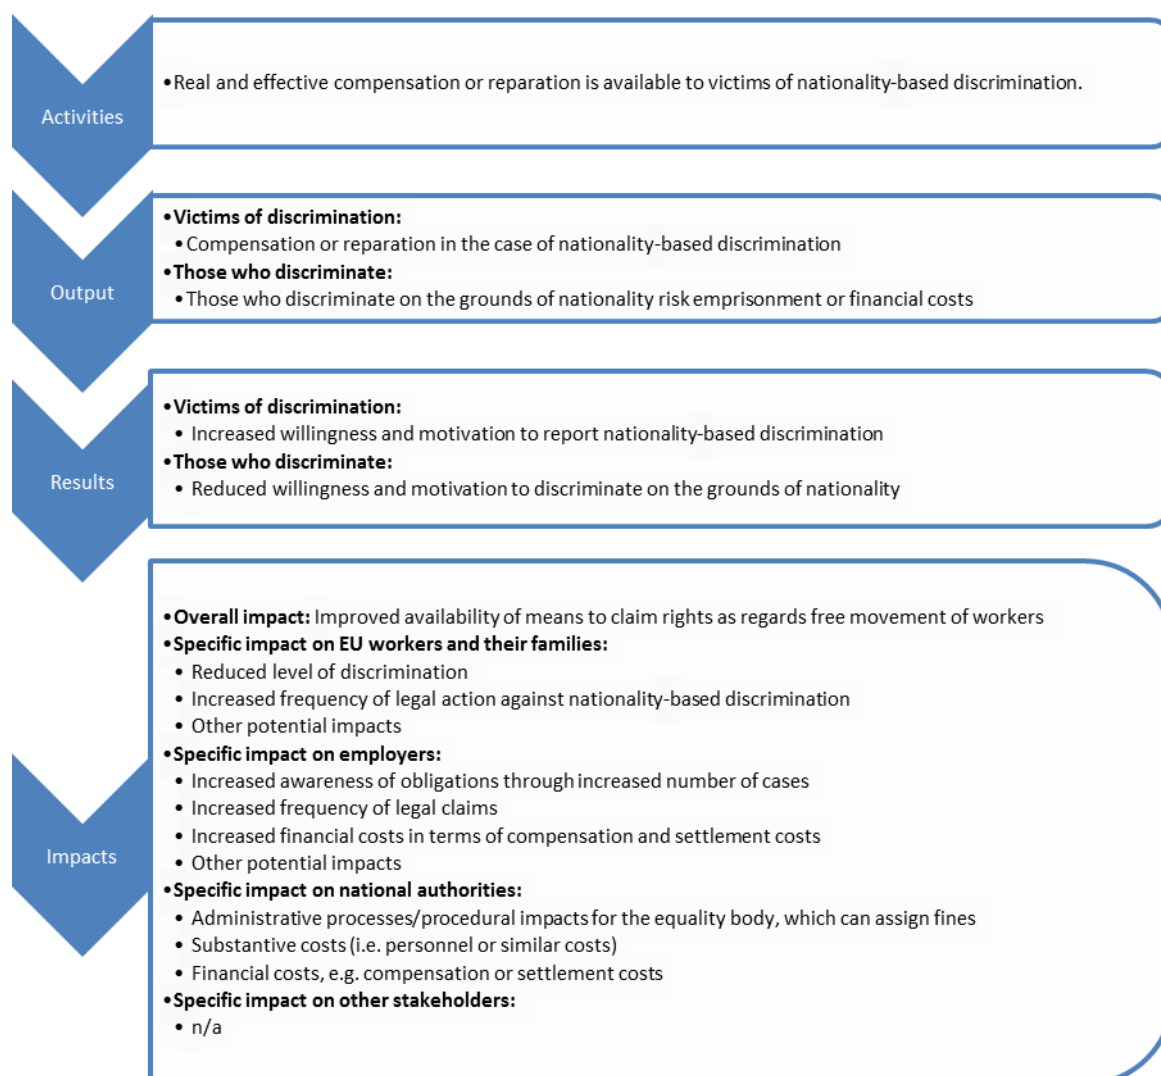 Activities
•Real and effective compensation or reparation is available to victims of nationality-based discrimination.
Output
•Victims of discrimination:
•Compensation or reparation in the case of nationality-based discrimination
•Those who discriminate:
•Those who discriminate on the grounds of nationality risk emprisonment or financial costs
Results
•Victims of discrimination:
• Increased willingness and motivation to report nationality-based discrimination
•Those who discriminate:
• Reduced willingness and motivation to discriminate on the grounds of nationality
Impacts
•Overall impact: Improved availability of means to claim rights as regards free movement of workers
•Specific impact on EU workers and their families:
• Reduced level of discrimination
• Increased frequency of legal action against nationality-based discrimination
• Other potential impacts
•Specific impact on employers:
• Increased awareness of obligations through increased number of cases
• Increased frequency of legal claims
• Increased financial costs in terms of compensation and settlement costs
• Other potential impacts
•Specific impact on national authorities:
• Administrative processes/procedural impacts for the equality body, which can assign fines
• Substantive costs (i.e. personnel or similar costs)
• Financial costs, e.g. compensation or settlement costs
•Specific impact on other stakeholders:
• n/a